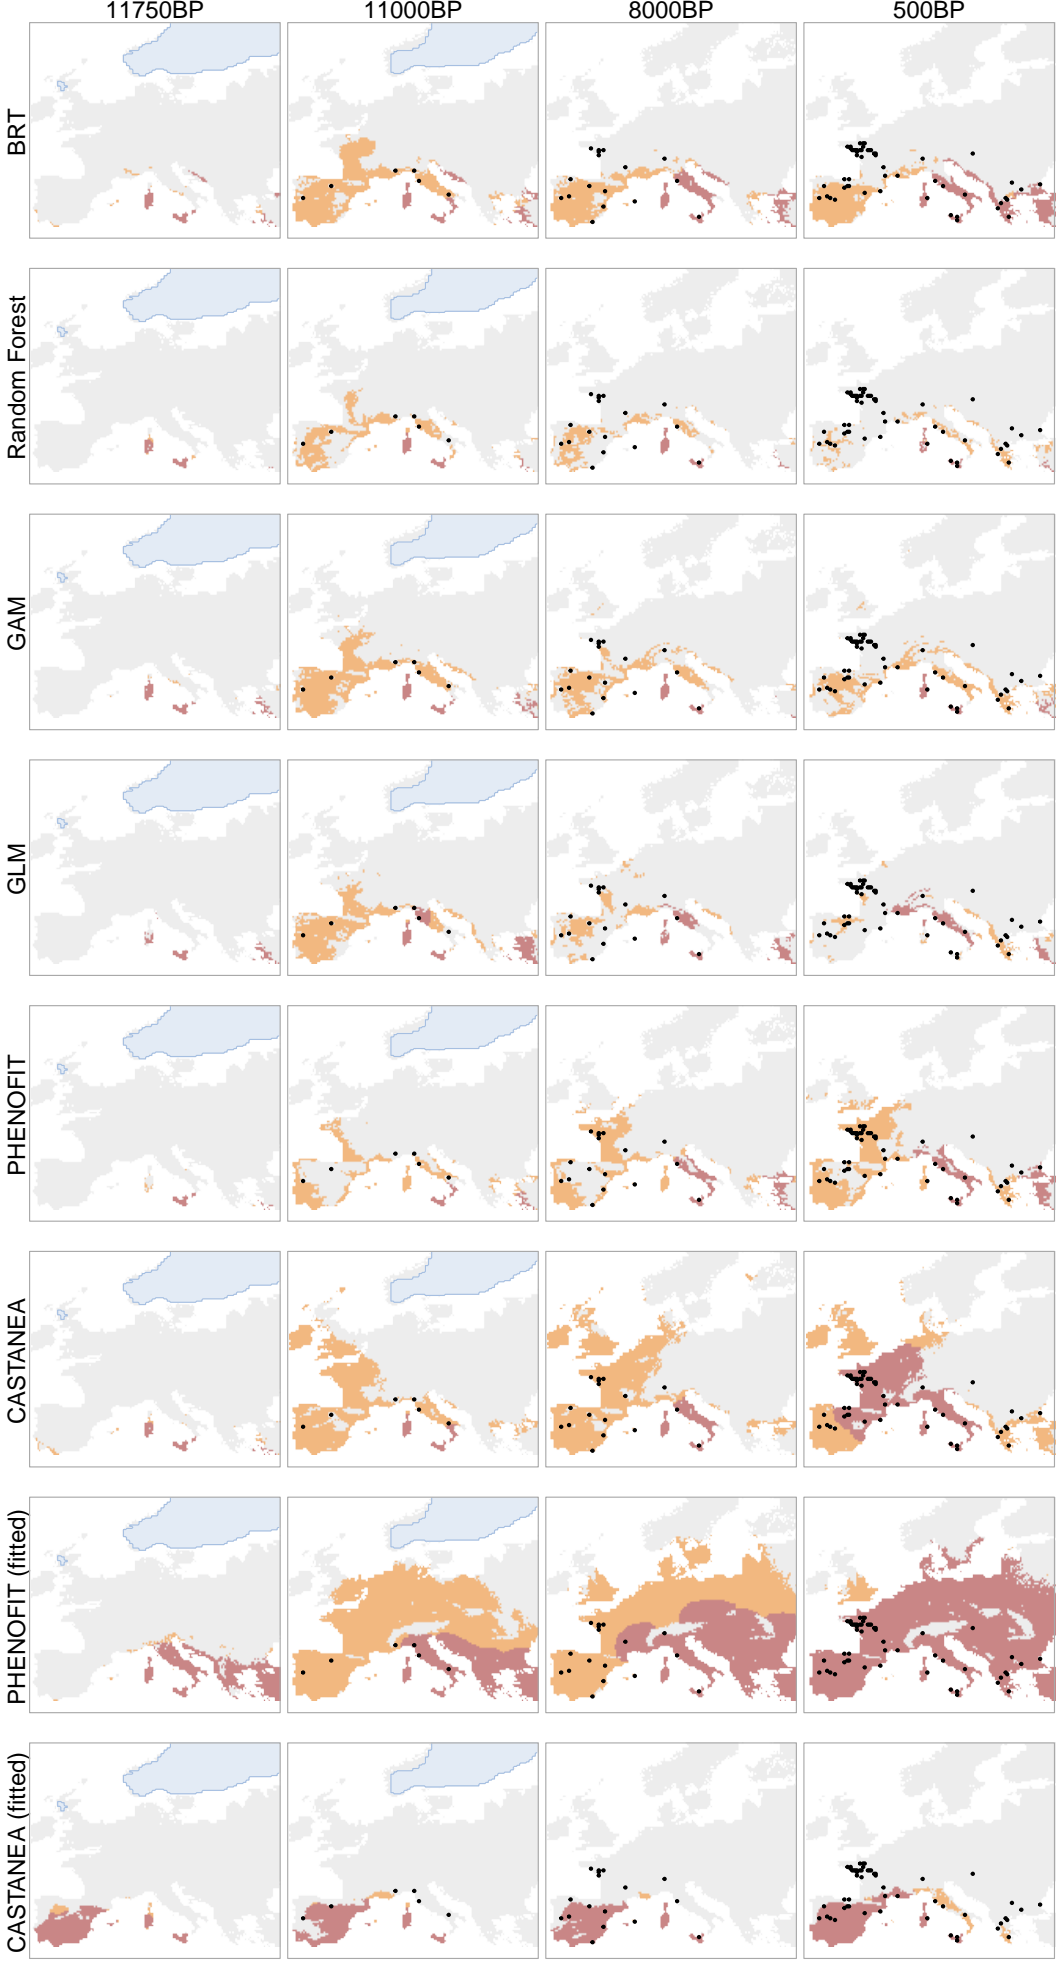 11750BP
11000BP
8000BP
500BP
BRT
Random Forest
GAM
GLM
PHENOFIT
CASTANEA
PHENOFIT (fitted)
CASTANEA (fitted)